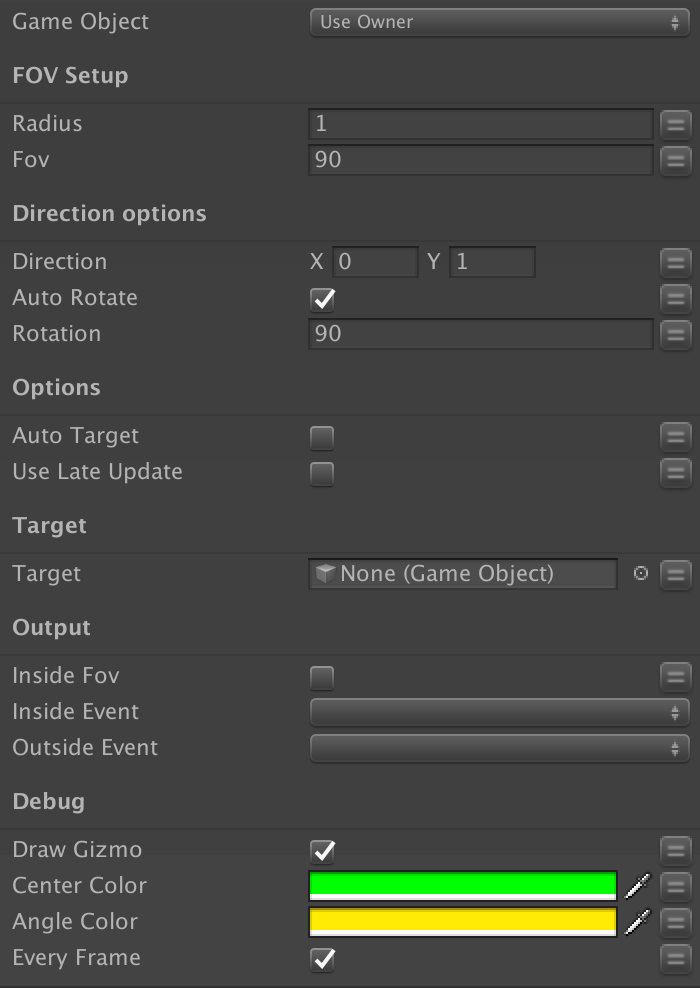 Game Object Use Owner
FOV Setup
Radius 1
Fov 90
Direction options
Direction X 0 Y 1
Auto Rotate
Rotation 90
Options
Auto Target
Use Late Update
Target
Target None (Game Object)
Output
Inside Fov
Inside Event
Outside Event
Debug
Draw Gizmo
Center Color
Angle Color
Every Frame